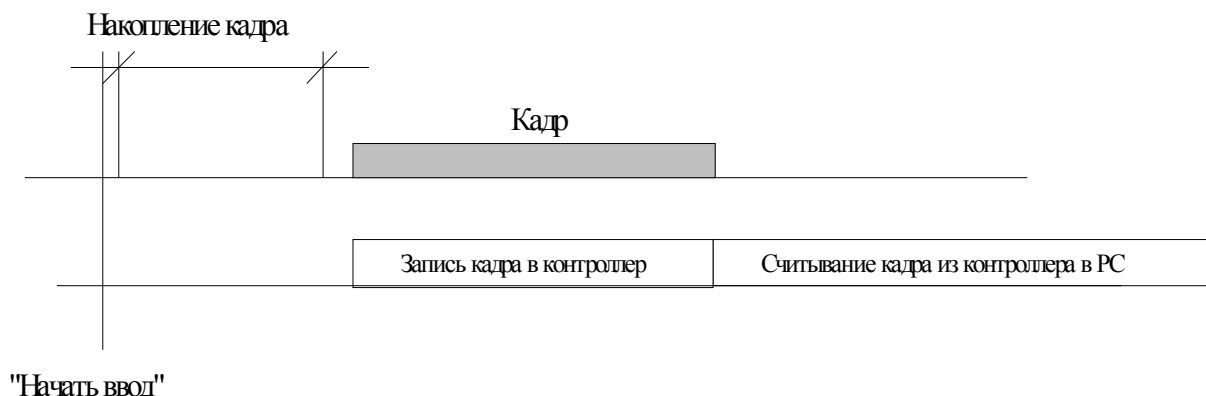 Накопление кадра
Кадр
Запись кадра в контроллер
Считывание кадра из контроллера в PC
"Начать ввод"